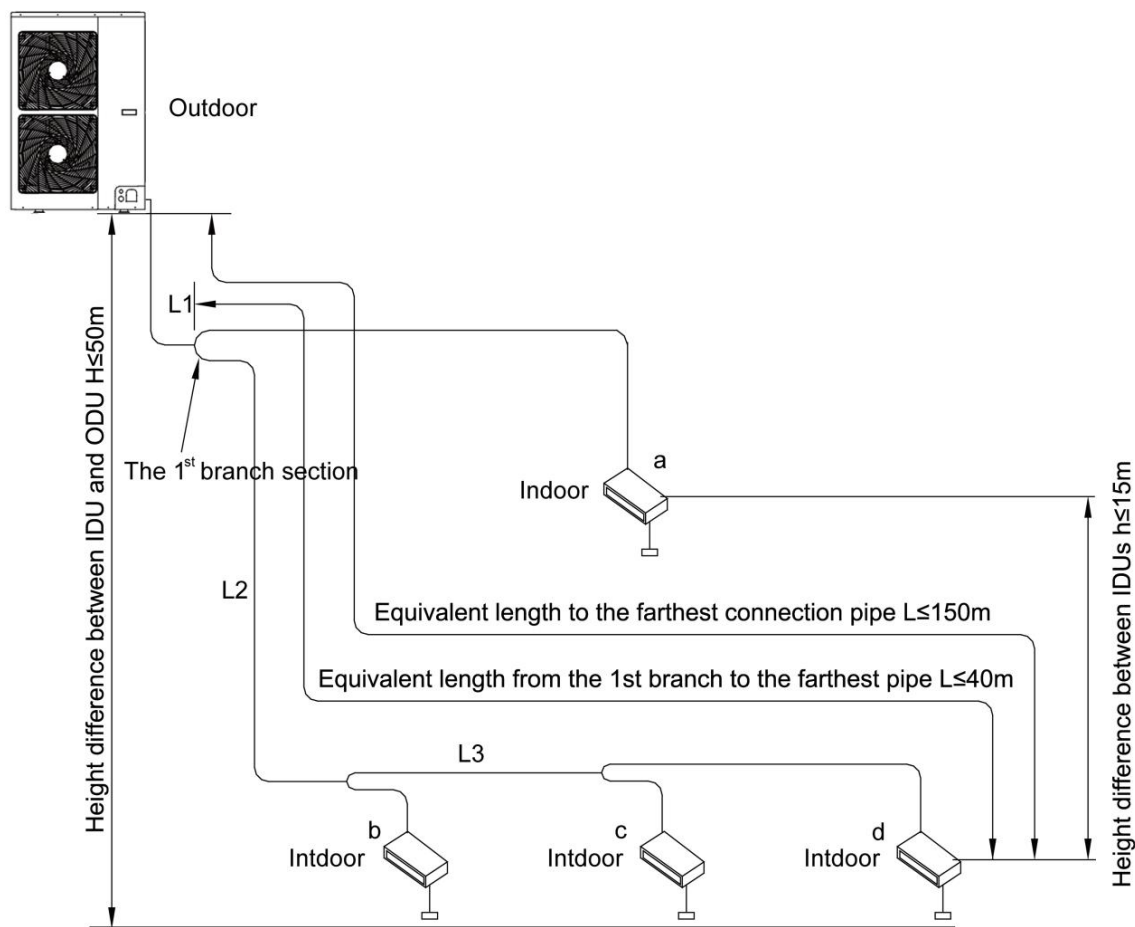 Outdoor
Height difference between IDU and ODU H≤50m
L1
The 1st branch section
a
Indoor
Height difference between IDUs h≤15m
L2
Equivalent length to the farthest connection pipe L≤150m
Equivalent length from the 1st branch to the farthest pipe L≤40m
L3
b
Intdoor
c
Intdoor
d
Intdoor